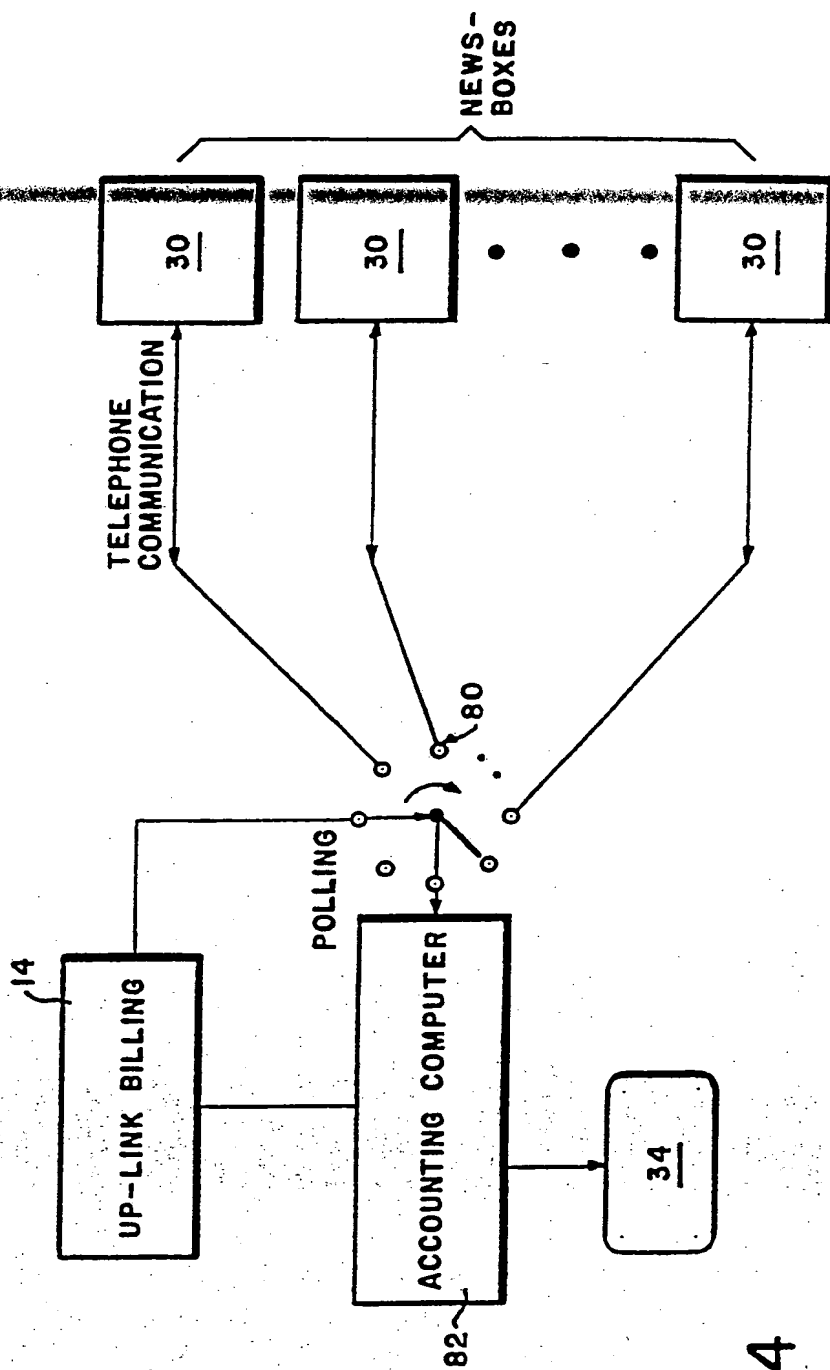 14
UP-LINK BILLING
POLLING
ACCOUNTING COMPUTER
82
34
80
TELEPHONE
COMMUNICATION
30
30
30
NEWS-
BOXES
4